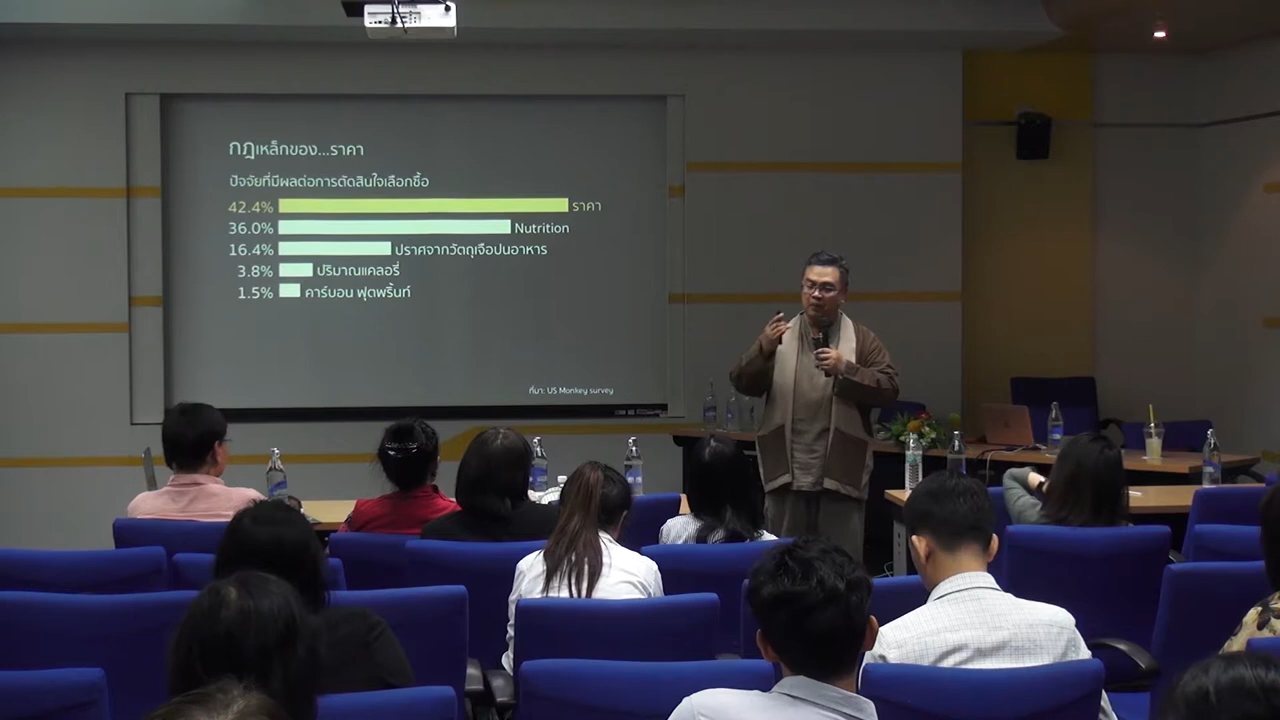 กฎเหล็กของ...ราคา
ปัจจัยที่มีผลต่อการตัดสินใจเลือกซื้อ
42.4% ราคา
36.0% Nutrition
16.4% ปราศจากวัตถุเจือปนอาหาร
3.8% ปริมาณแคลอรี่
1.5% คาร์บอน ฟุตพริ้นท์
ที่มา: US Monkey survey